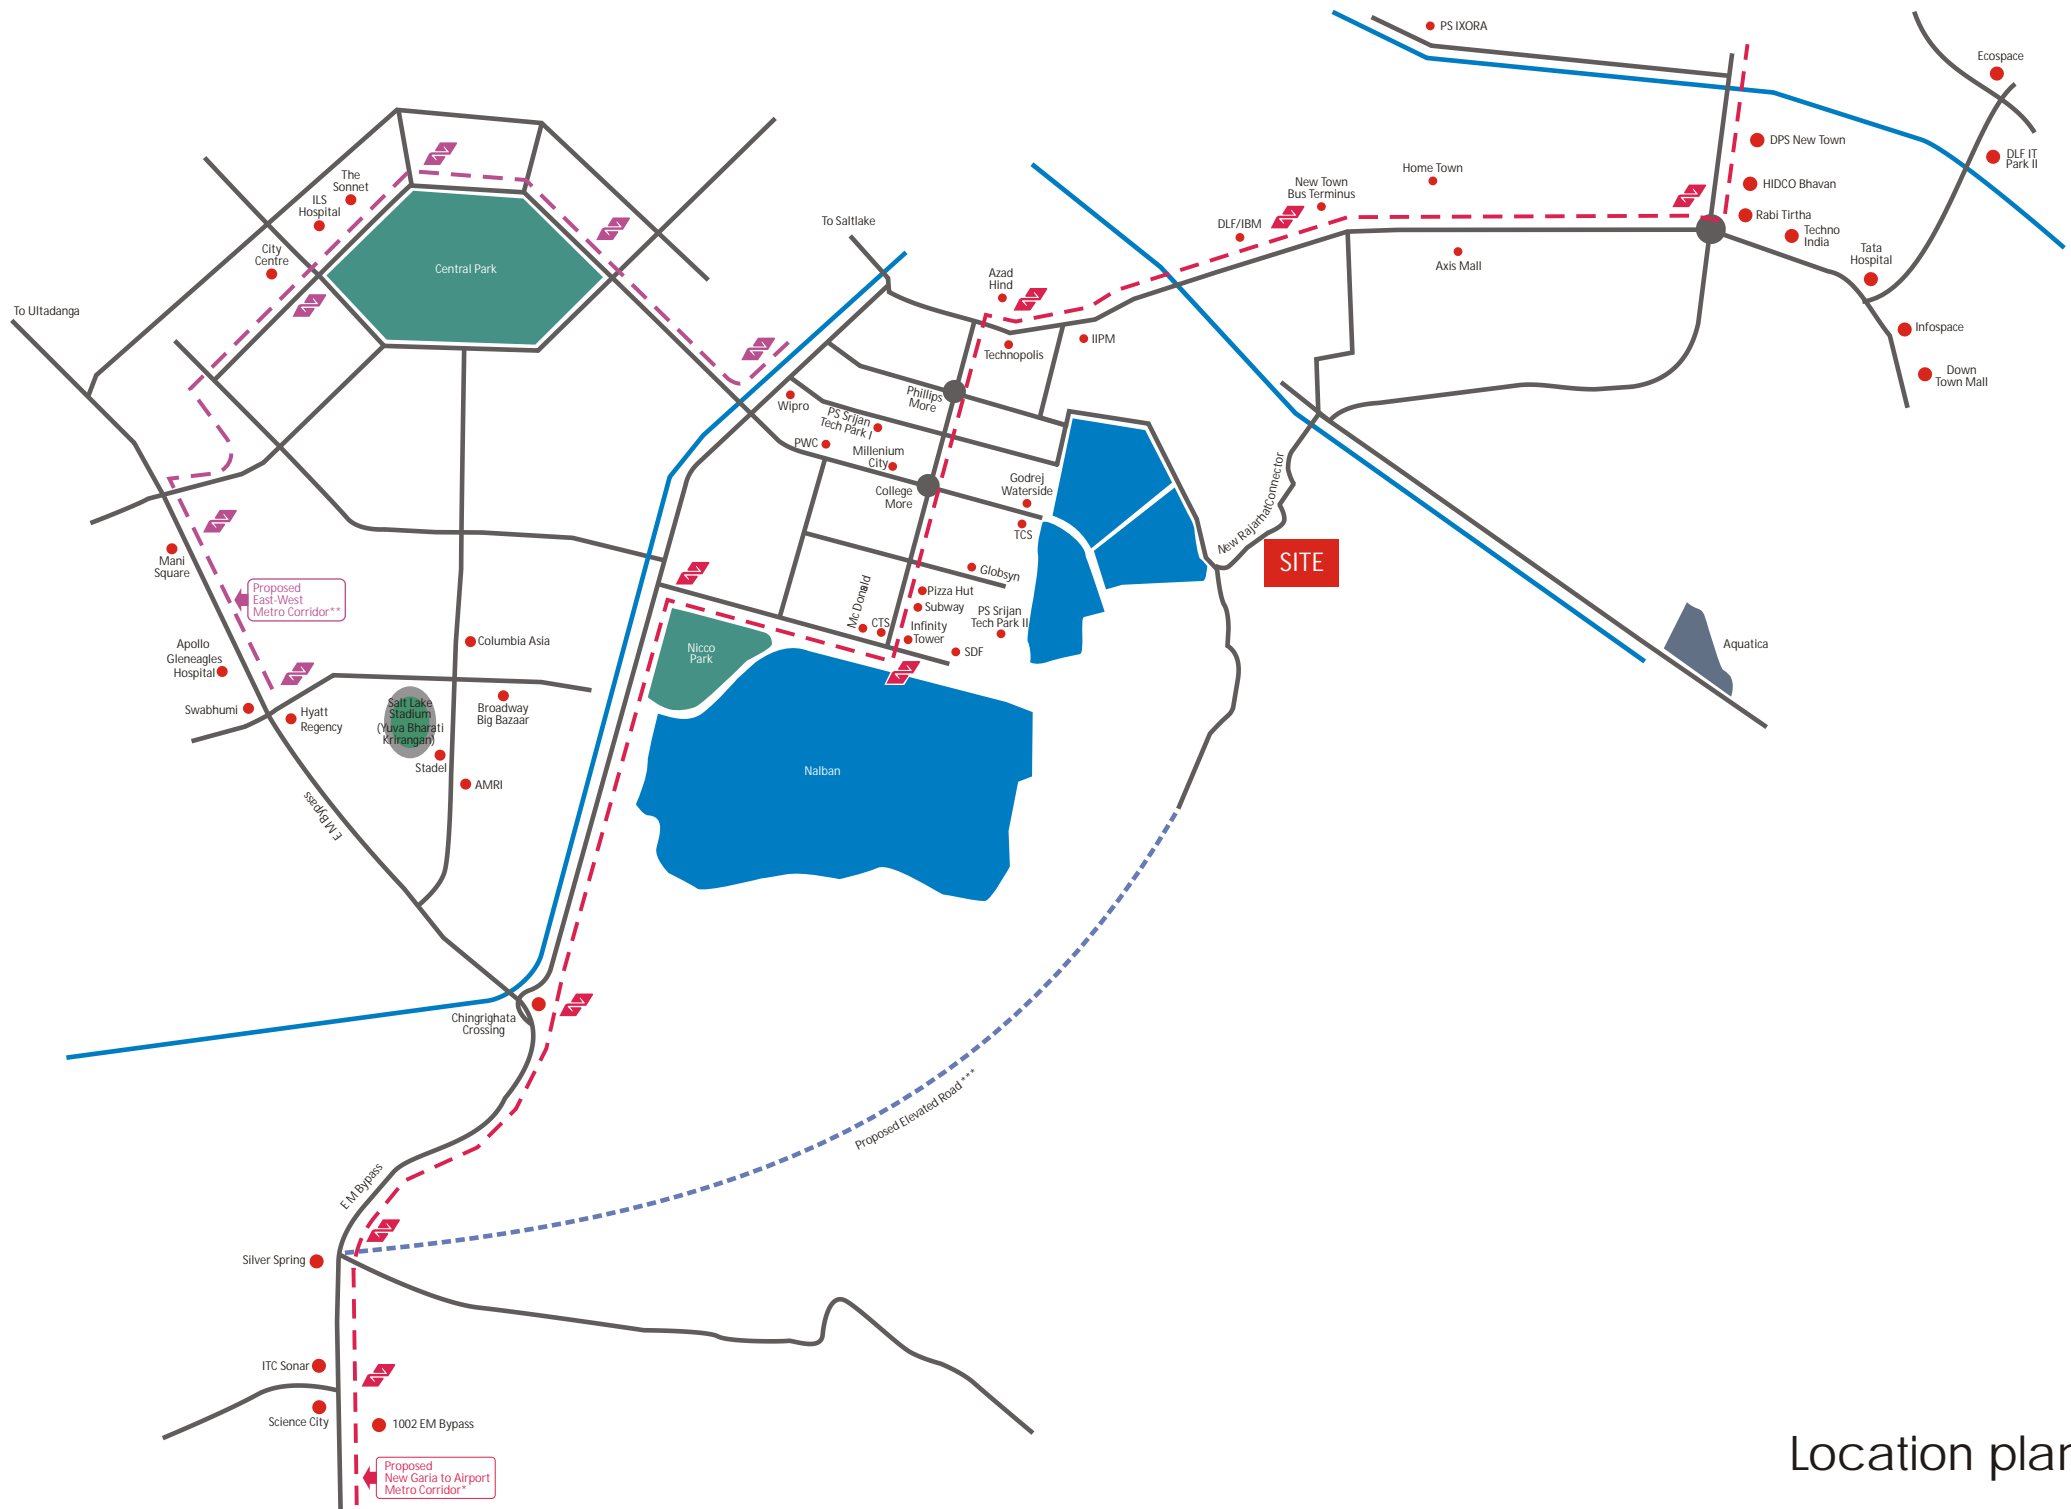 PS IXORA
Ecospace
DPS New Town
DLF IT
Park II
Home Town
New Town
Bus Terminus
HIDCO Bhavan
The
Sonnet
ILS
Hospital
Rabi Tirtha
Techno
India
To Saltlake
DLF/IBM
City
Centre
Central Park
Axis Mall
Tata
Hospital
Azad
Hind
To Ultadanga
Infospace
Technopolis
IIPM
Down
Town Mall
Phillips
More
Wipro
PS Srijan
Tech Park I
PWC
Millenium
City
College
More
Godrej
Waterside
TCS
New Rajarhat Connector
SITE
Mani
Square
Globsyn
Proposed
East-West
Metro Corridor**
Mc Donald
Pizza Hut
Subway
CTS
Infinity
Tower
PS Srijan
Tech Park II
SDF
Nicco
Park
Columbia Asia
Aquatica
Apollo
Gleneagles
Hospital
Swabhumi
Hyatt
Regency
Salt Lake
Stadium
(Yuva Bharati
Krirangan)
Broadway
Big Bazaar
Stadel
AMRI
Nalban
E M Bypass
Chingrighata
Crossing
Proposed Elevated Road ***
E M Bypass
Silver Spring
ITC Sonar
Science City
1002 EM Bypass
Proposed
New Garia to Airport
Metro Corridor*
Location plan